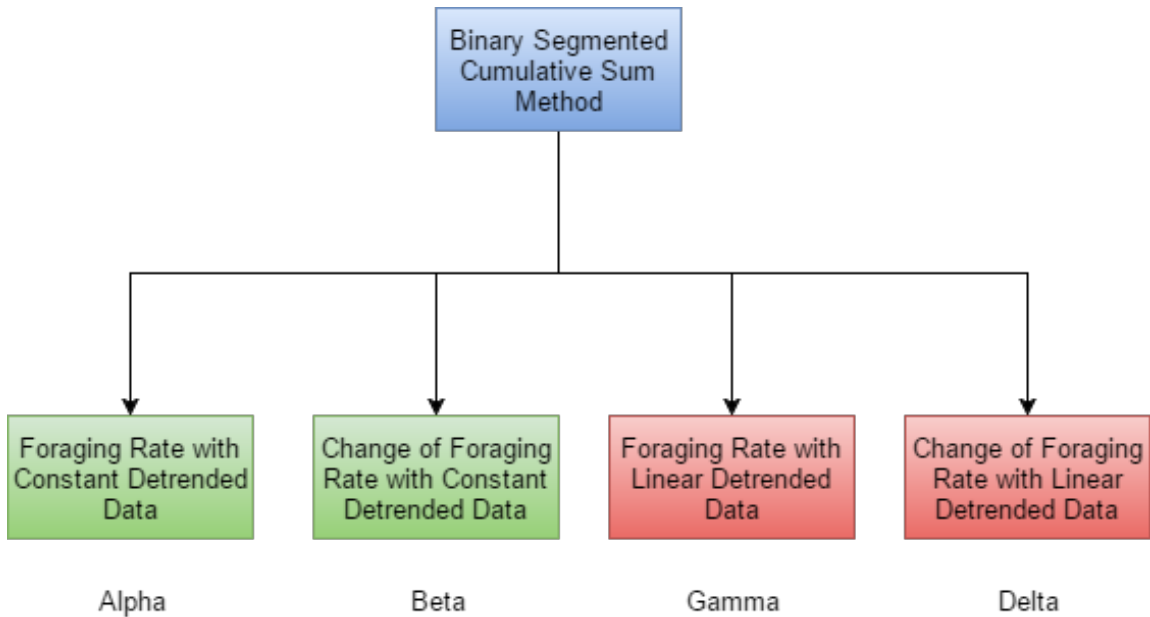 Binary Segmented
Cumulative Sum
Method
Foraging Rate with
Constant Detrended
Data
Change of Foraging
Rate with Constant
Detrended Data
Foraging Rate with
Linear Detrended
Data
Change of Foraging
Rate with Linear
Detrended Data
Alpha
Beta
Gamma
Delta